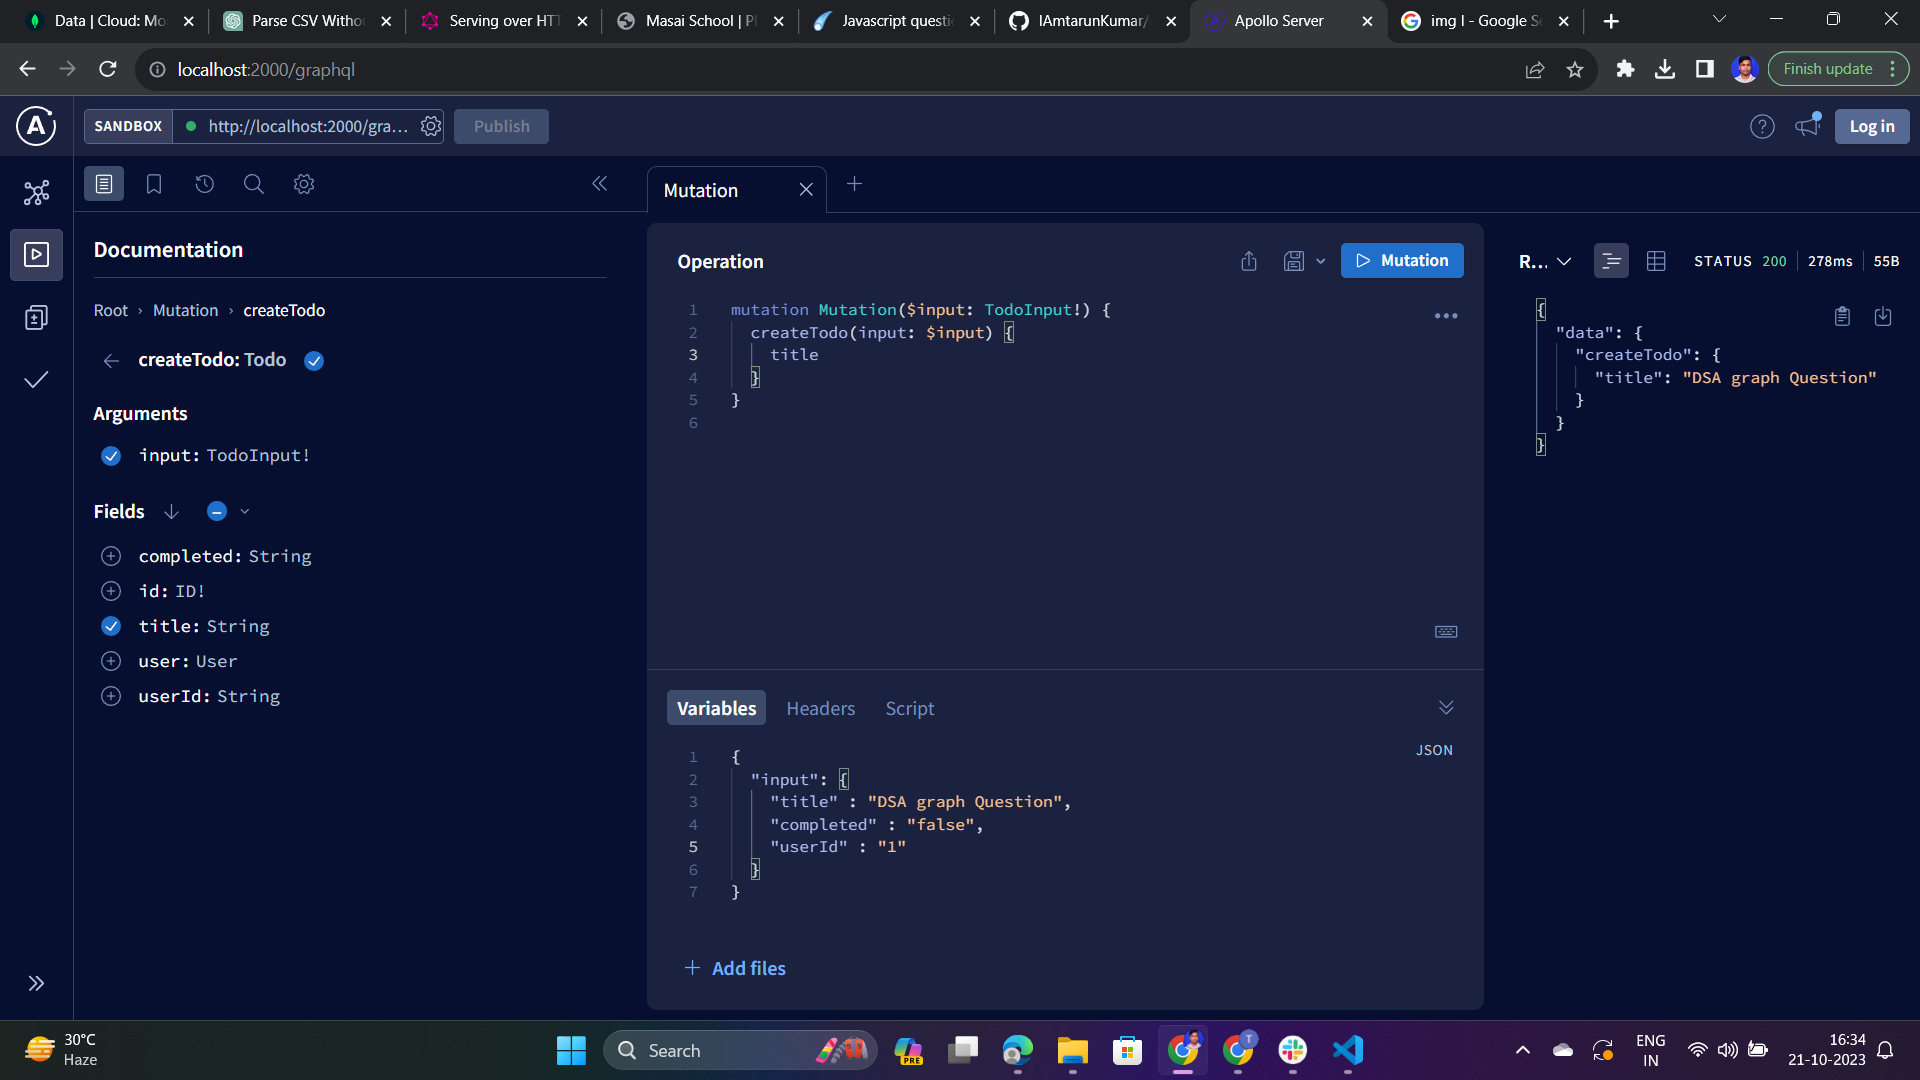 Data | Cloud: Mo
Parse CSV Witho
Serving over HTT
Masai School | Pl
Javascript questi
IAmtarunKumar/
Apollo Server
img l - Google Se
localhost:2000/graphql
Finish update
SANDBOX
http://localhost:2000/gra...
Publish
Log in
Mutation
Documentation
Root › Mutation › createTodo
createTodo: Todo
Arguments
input: TodoInput!
Fields
completed: String
id: ID!
title: String
user: User
userId: String
Operation
Mutation
1 mutation Mutation($input: TodoInput!) {
2 createTodo(input: $input) {
3 title
4 }
5 }
6
Variables Headers Script
JSON
1 {
2 "input": {
3 "title" : "DSA graph Question",
4 "completed" : "false",
5 "userId" : "1"
6 }
7 }
+ Add files
R... STATUS 200 278ms 55B
{
"data": {
"createTodo": {
"title": "DSA graph Question"
}
}
}
30°C
Haze
Search
PRE
T
ENG
IN
16:34
21-10-2023